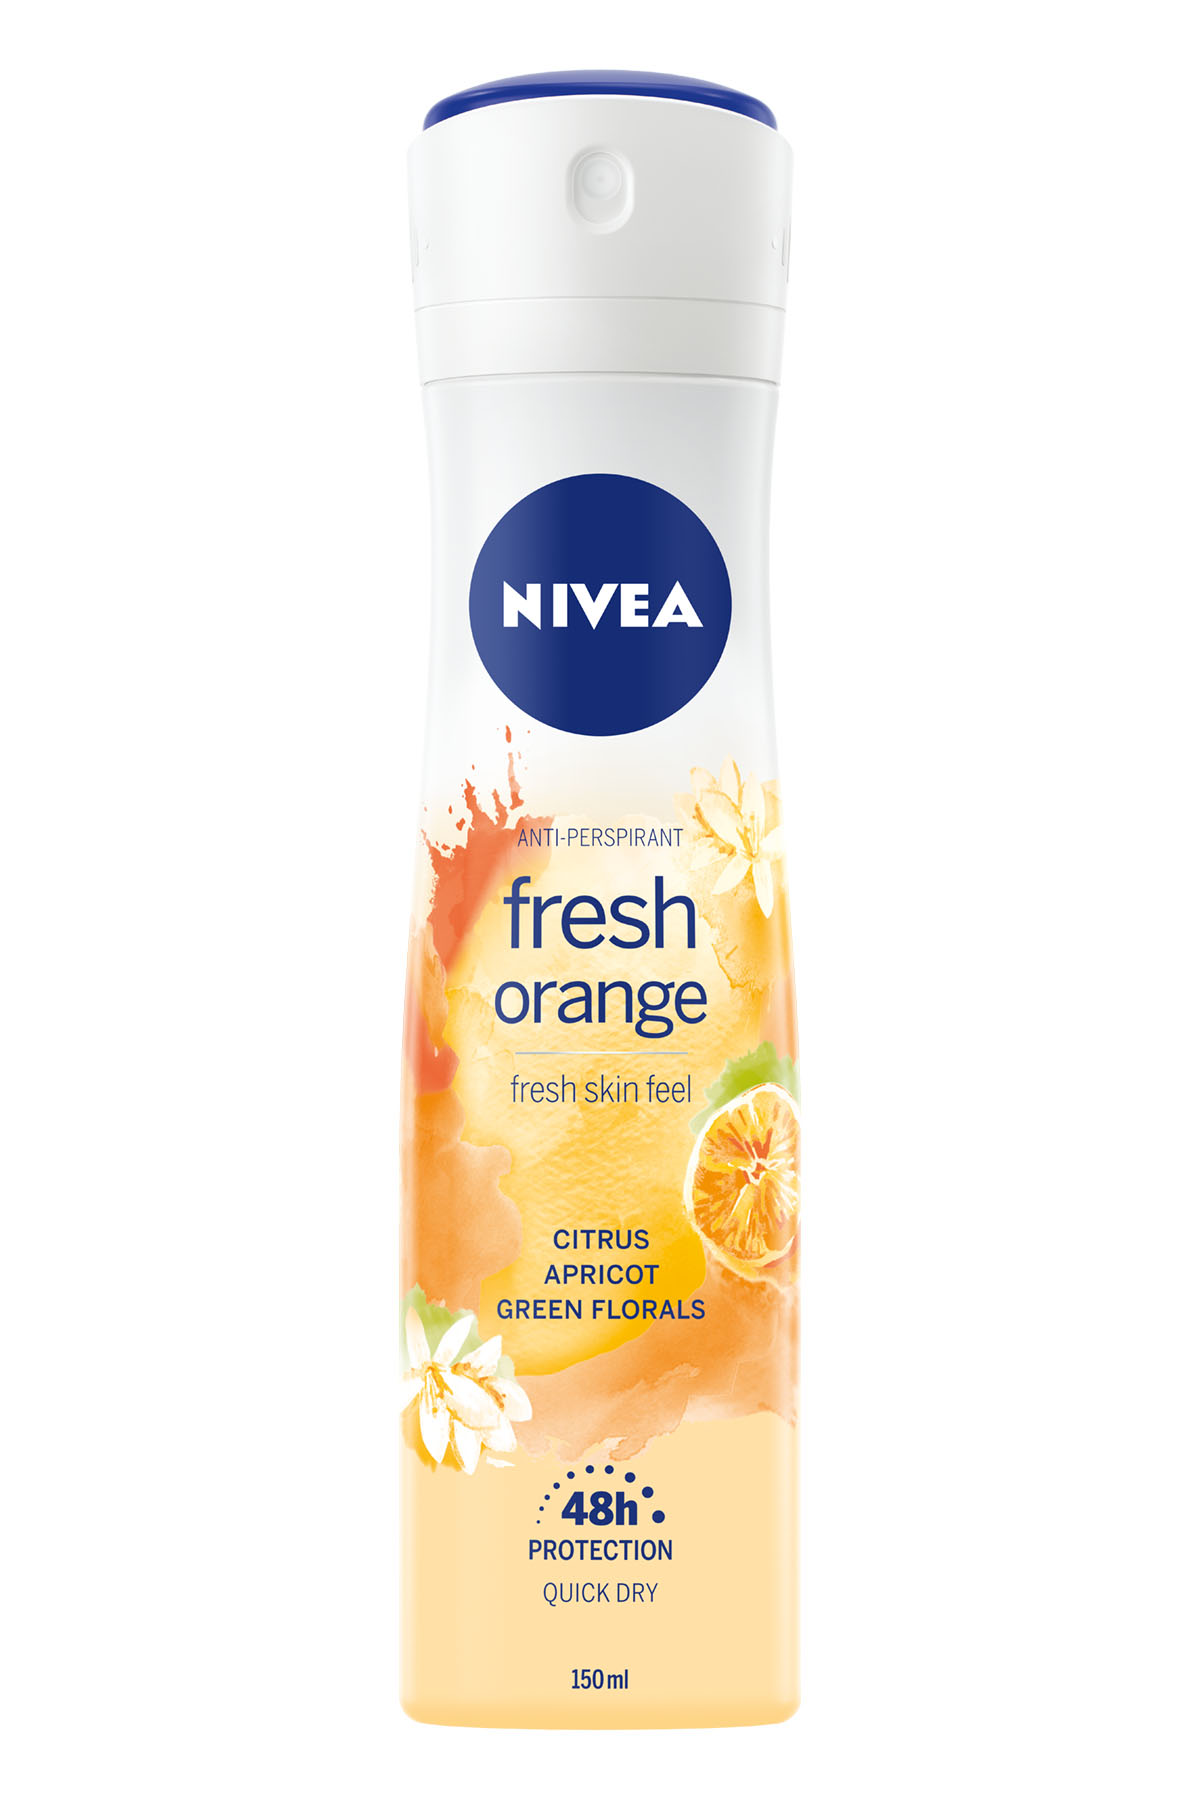 NIVEA
ANTI-PERSPIRANT
fresh
orange
fresh skin feel
CITRUS
APRICOT
GREEN FLORALS
48h
PROTECTION
QUICK DRY
150ml